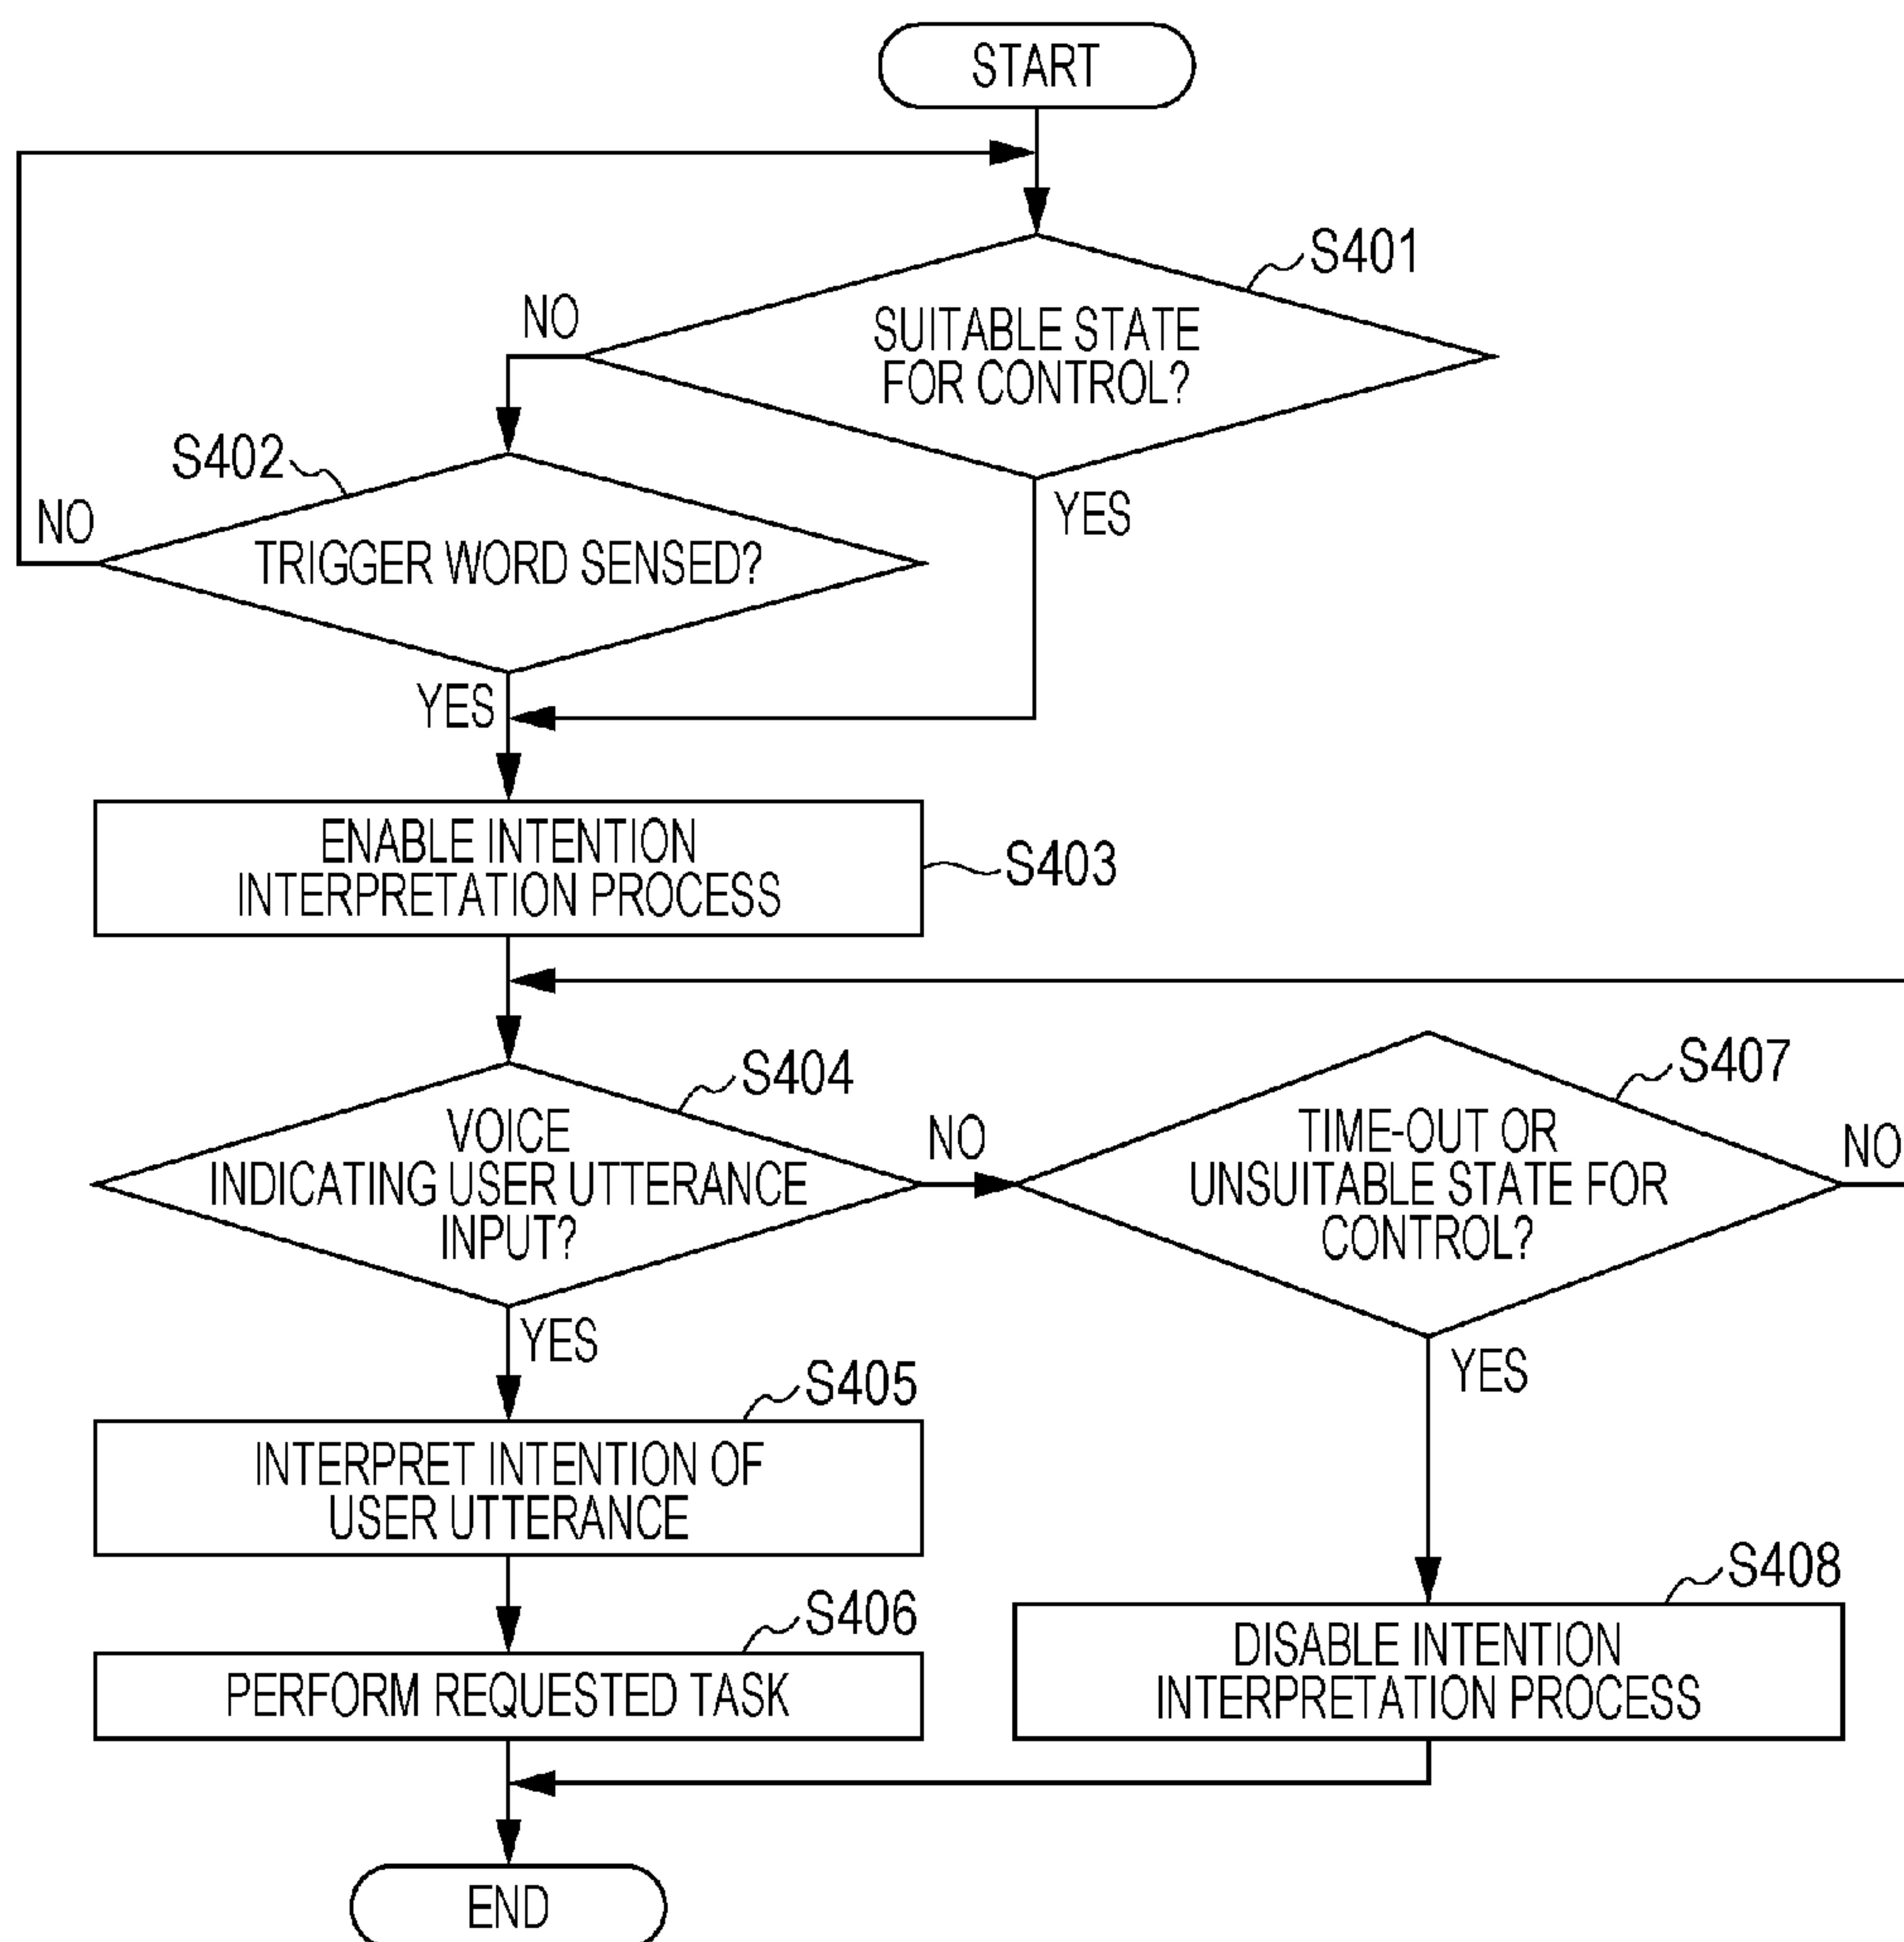 START
S401
NO
SUITABLE STATE
FOR CONTROL?
S402
NO
YES
TRIGGER WORD SENSED?
YES
ENABLE INTENTION
INTERPRETATION PROCESS
S403
S404
S407
VOICE
INDICATING USER UTTERANCE
INPUT?
NO
TIME-OUT OR
UNSUITABLE STATE FOR
CONTROL?
NO
YES
YES
S405
INTERPRET INTENTION OF
USER UTTERANCE
S406
S408
PERFORM REQUESTED TASK
DISABLE INTENTION
INTERPRETATION PROCESS
END